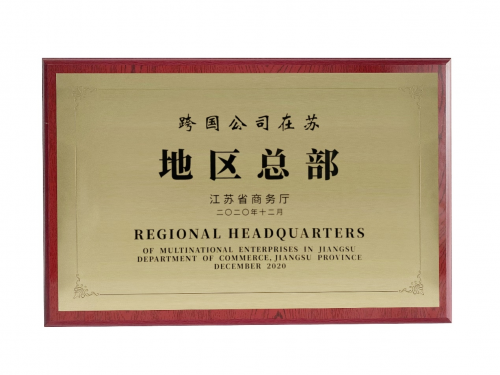 跨国公司在苏
地区总部
江苏省商务厅
二〇二〇年十二月
REGIONAL HEADQUARTERS
OF MULTINATIONAL ENTERPRISES IN JIANGSU
DEPARTMENT OF COMMERCE, JIANGSU PROVINCE
DECEMBER 2020